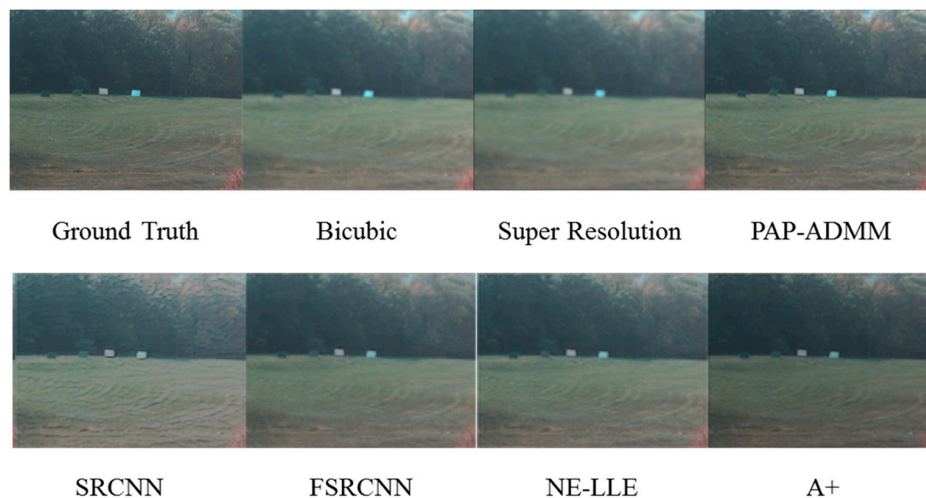 Ground Truth
Bicubic
Super Resolution
PAP-ADMM
SRCNN
FSRCNN
NE-LLE
A+